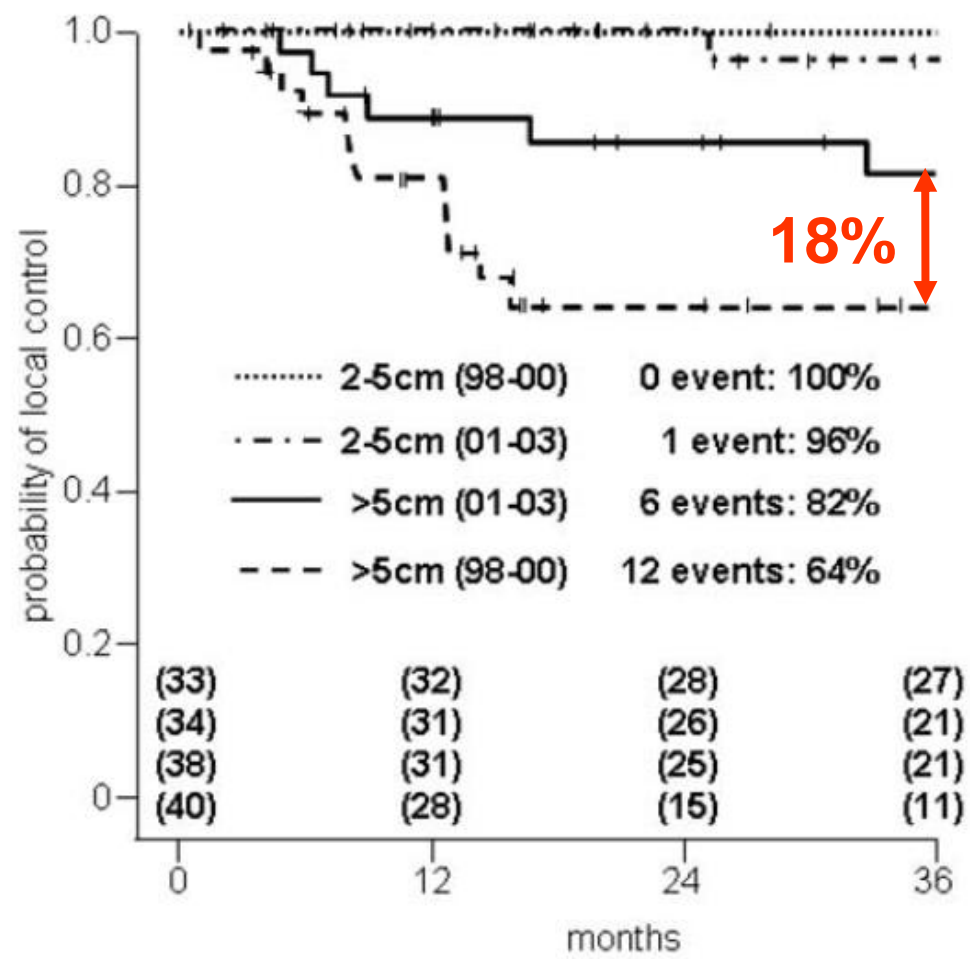 1.0
0.8
18%
probability of local control
0.6
2-5cm (98-00) 0 event: 100%
2-5cm (01-03) 1 event: 96%
0.4
>5cm (01-03) 6 events: 82%
>5cm (98-00) 12 events: 64%
0.2
(33) (32) (28) (27)
(34) (31) (26) (21)
(38) (31) (25) (21)
0
(40) (28) (15) (11)
0 12 24 36
months